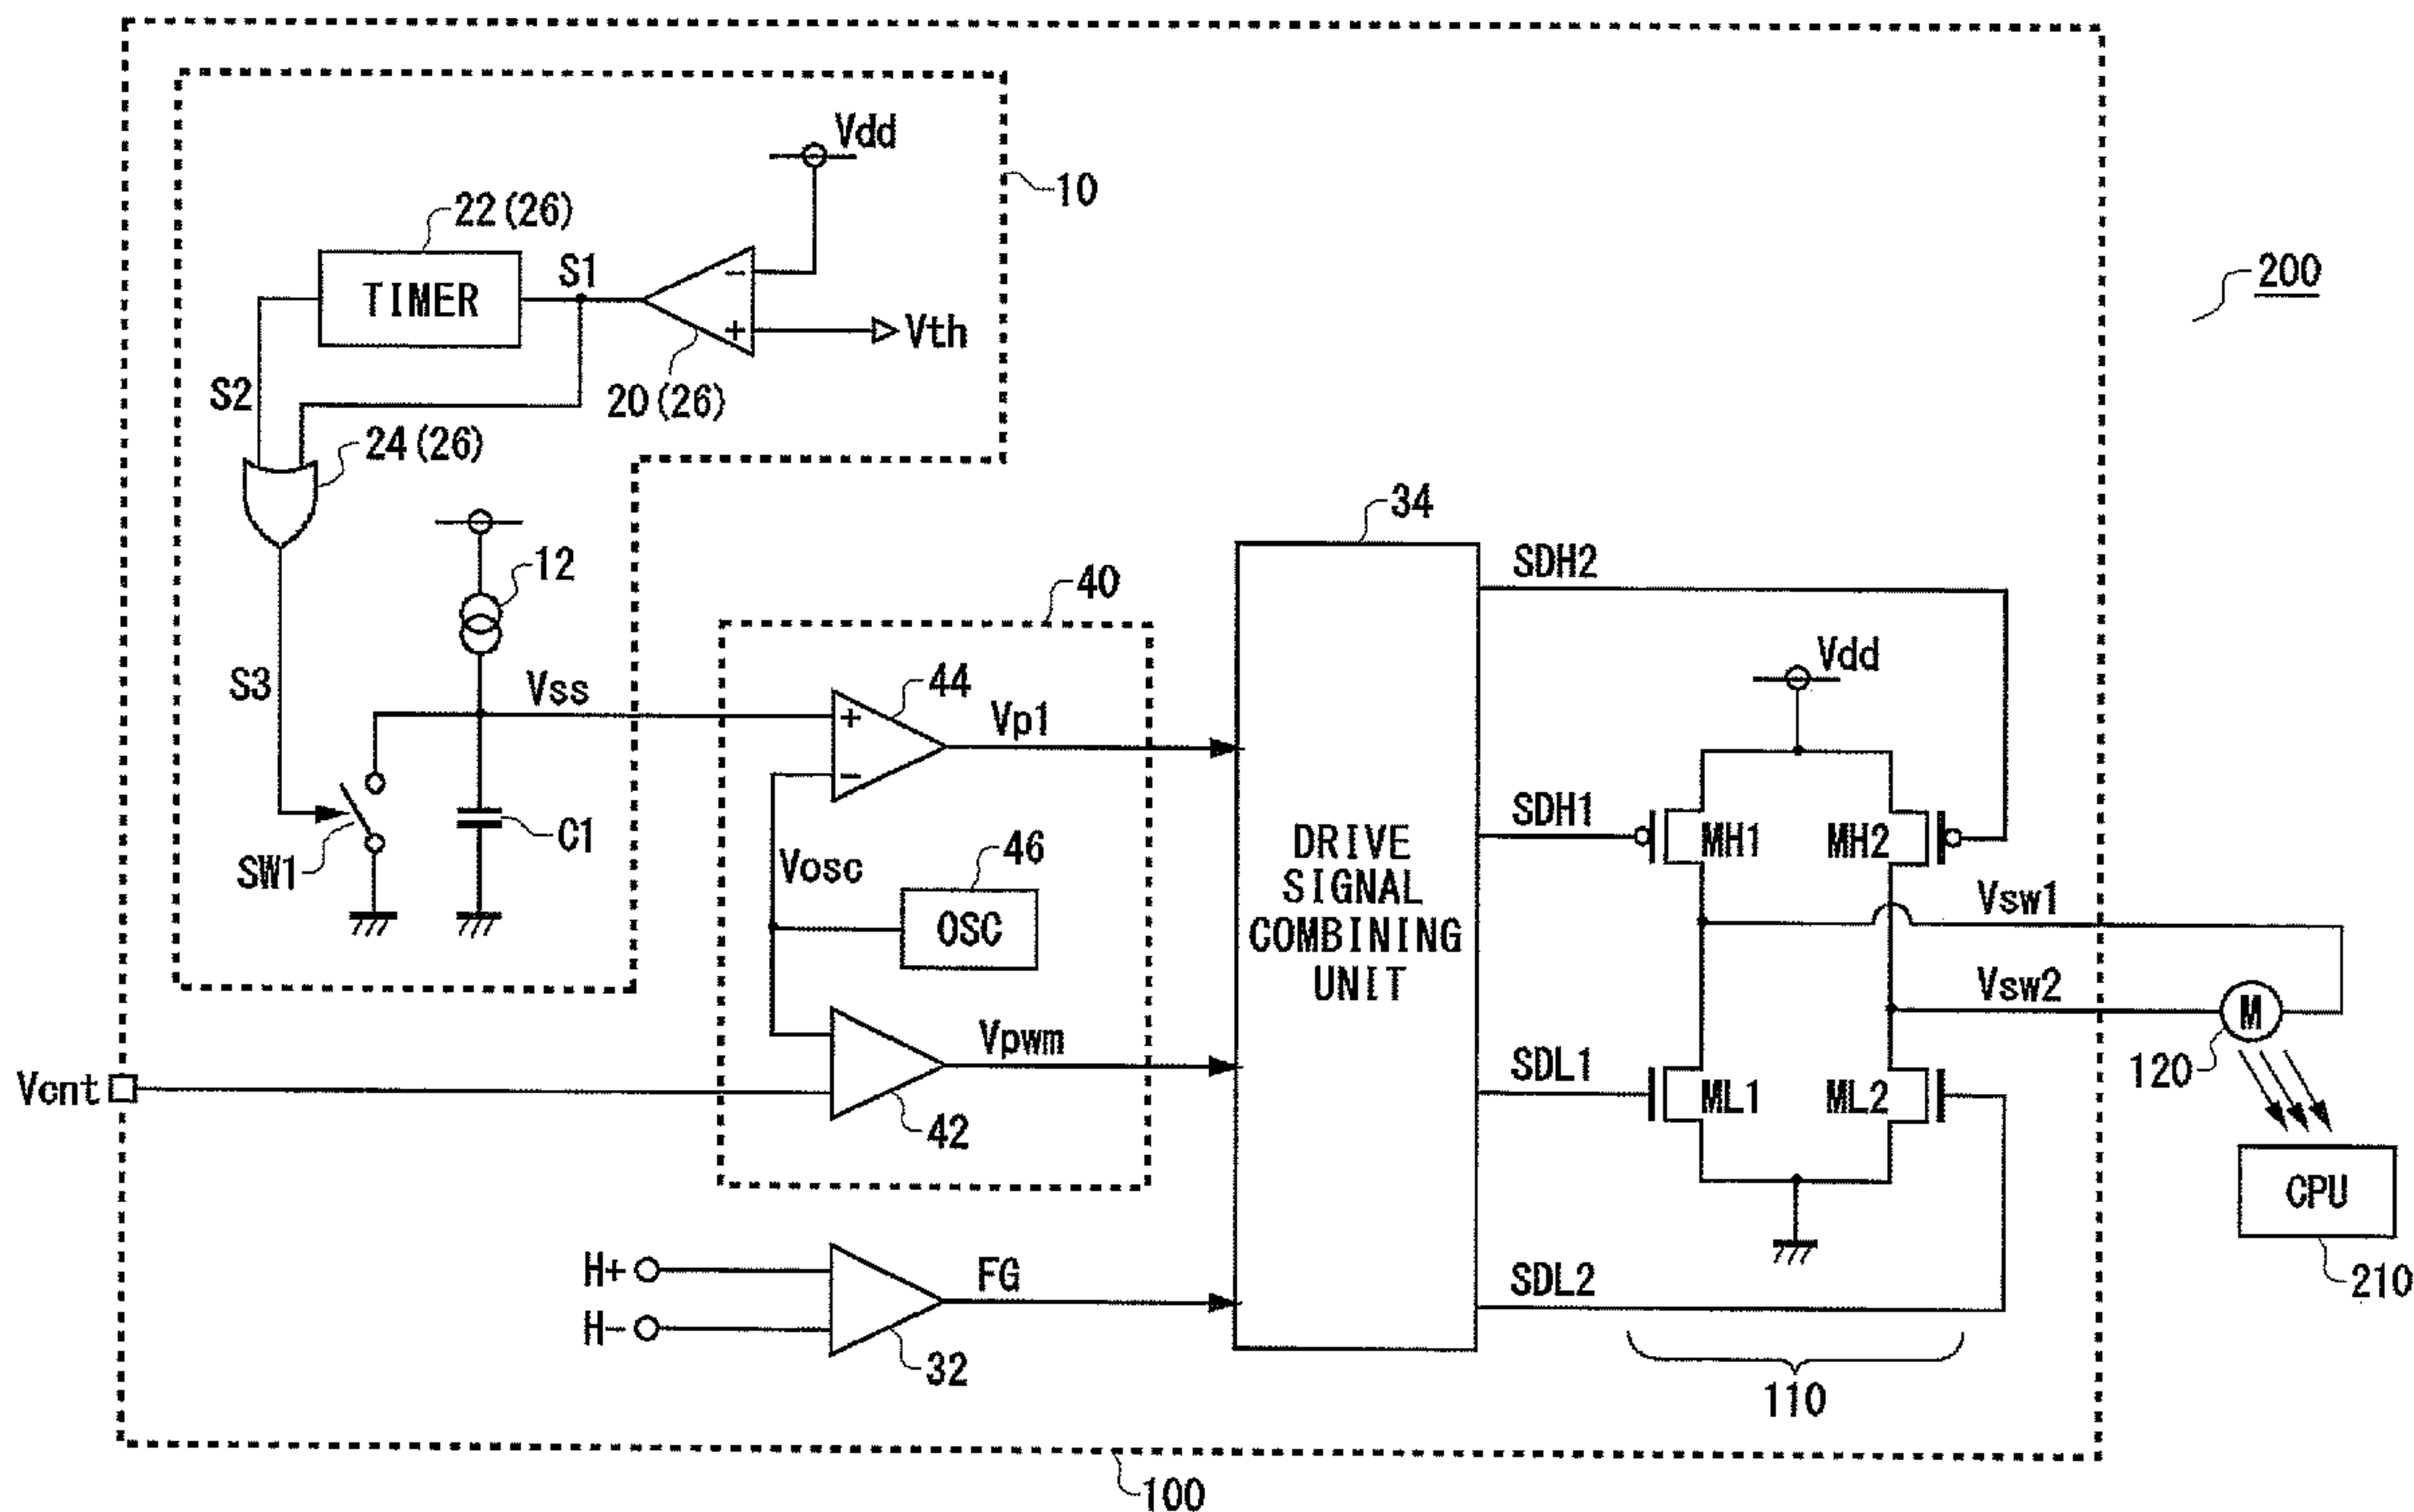 Vdd
10
22(26)
TIMER
S1
−
+
Vth
200
S2
20(26)
24(26)
34
12
40
SDH2
S3
Vss
44
Vp1
Vdd
+
−
SDH1
MH1
MH2
C1
SW1
Vosc
46
OSC
DRIVE
SIGNAL
COMBINING
UNIT
Vsw1
Vsw2
M
120
Vcnt
Vpwm
42
SDL1
ML1
ML2
CPU
210
H+
H−
FG
32
SDL2
110
100